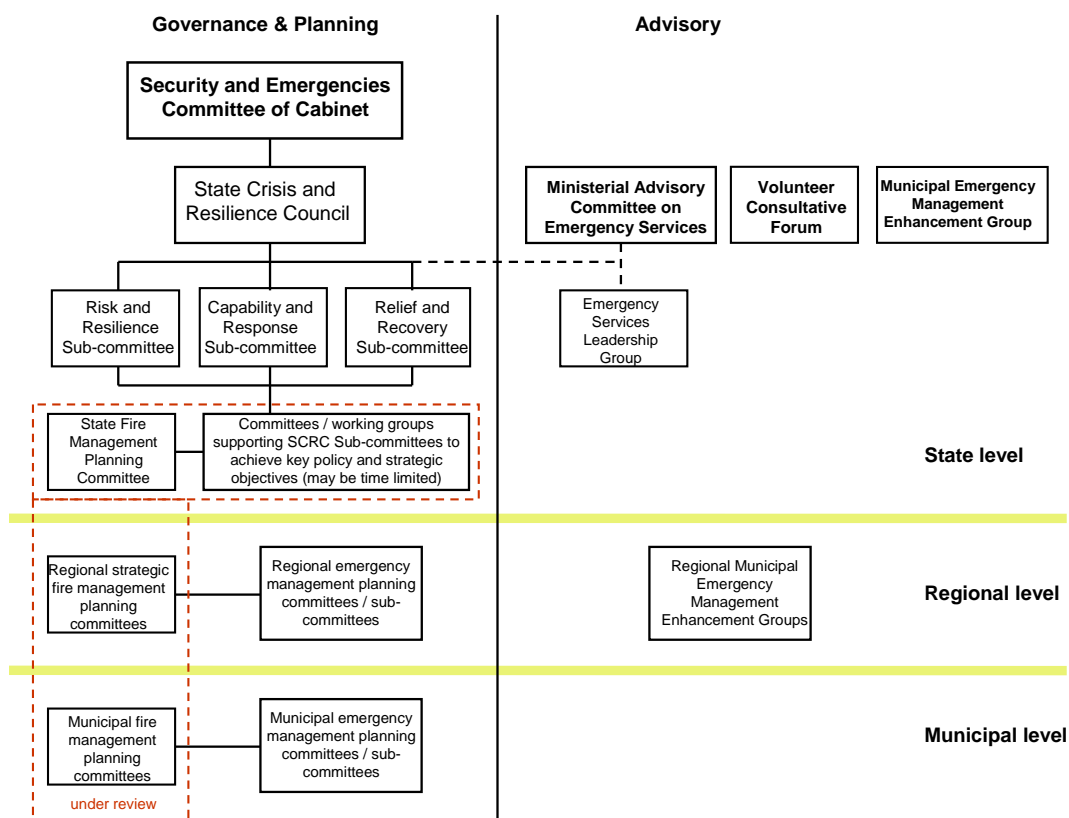 Governance & Planning
Advisory
Security and Emergencies
Committee of Cabinet
State Crisis and
Resilience Council
Ministerial Advisory
Committee on
Emergency Services
Volunteer
Consultative
Forum
Municipal Emergency
Management
Enhancement Group
Risk and
Resilience
Sub-committee
Capability and
Response
Sub-committee
Relief and
Recovery
Sub-committee
Emergency
Services
Leadership
Group
State Fire
Management
Planning
Committee
Committees / working groups
supporting SCRC Sub-committees to
achieve key policy and strategic
objectives (may be time limited)
State level
Regional strategic
fire management
planning
committees
Regional emergency
management planning
committees / sub-
committees
Regional Municipal
Emergency
Management
Enhancement Groups
Regional level
Municipal fire
management
planning
committees
Municipal emergency
management planning
committees / sub-
committees
Municipal level
under review